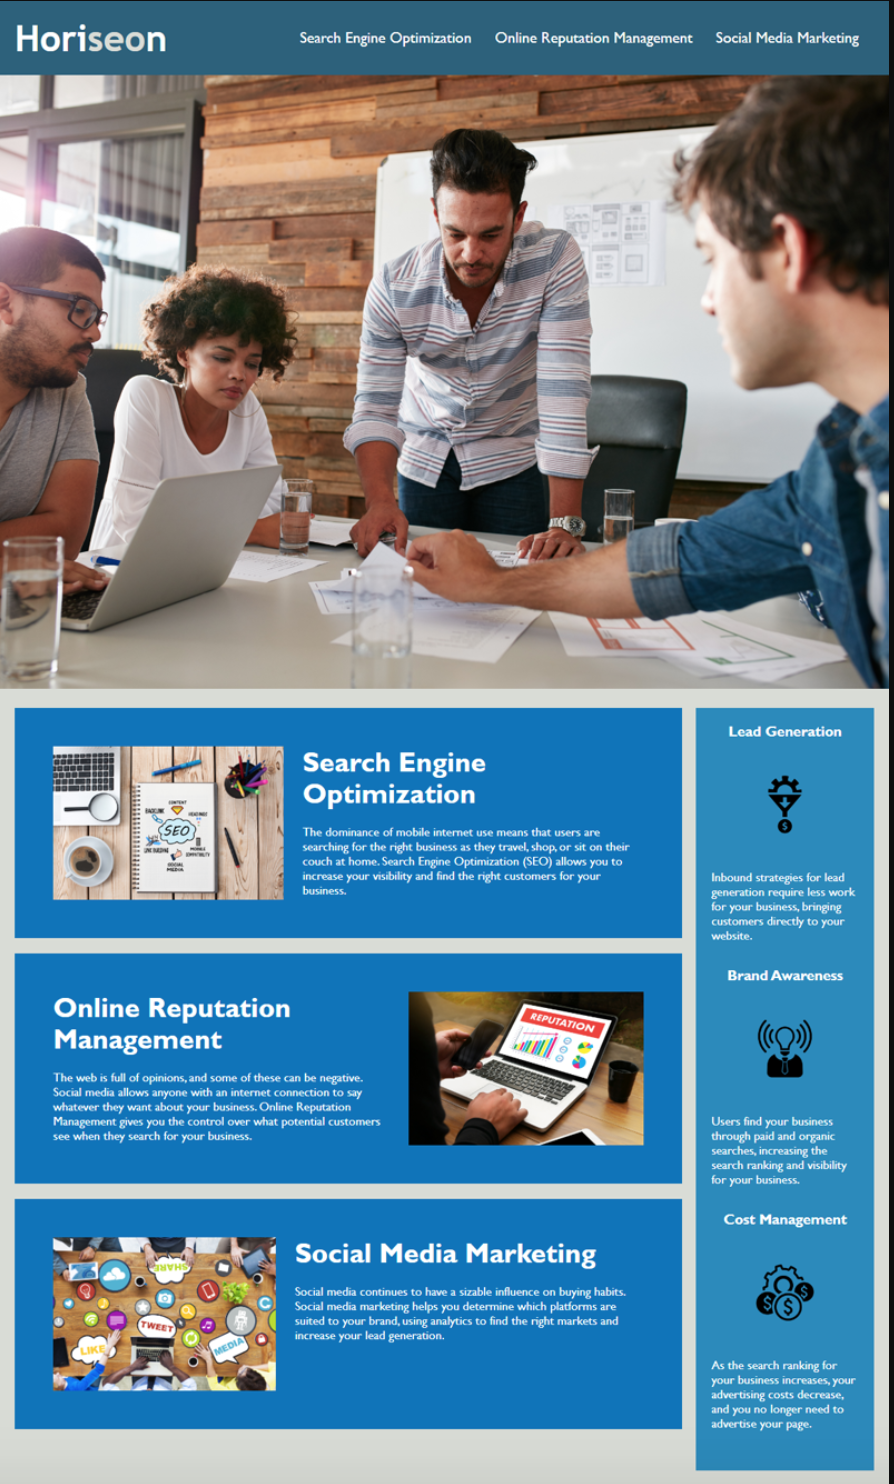 Horiseon
Search Engine Optimization
Online Reputation Management
Social Media Marketing
Search Engine
Optimization
The dominance of mobile internet use means that users are
searching for the right business as they travel, shop, or sit on their
couch at home. Search Engine Optimization (SEO) allows you to
increase your visibility and find the right customers for your
business.
CONTENT
BACKLINK
SEO
LINK BUILDING
MOBILE
SOCIAL
MEDIA
Online Reputation
Management
The web is full of opinions, and some of these can be negative.
Social media allows anyone with an internet connection to say
whatever they want about your business. Online Reputation
Management gives you the control over what potential customers
see when they search for your business.
REPUTATION
Social Media Marketing
Social media continues to have a sizable influence on buying habits.
Social media marketing helps you determine which platforms are
suited to your brand, using analytics to find the right markets and
increase your lead generation.
SHARE
TWEET
LIKE
MEDIA
Lead Generation
$
Inbound strategies for lead
generation require less work
for your business, bringing
customers directly to your
website.
Brand Awareness
Users find your business
through paid and organic
searches, increasing the
search ranking and visibility
for your business.
Cost Management
$ $ $
As the search ranking for
your business increases, your
advertising costs decrease,
and you no longer need to
advertise your page.